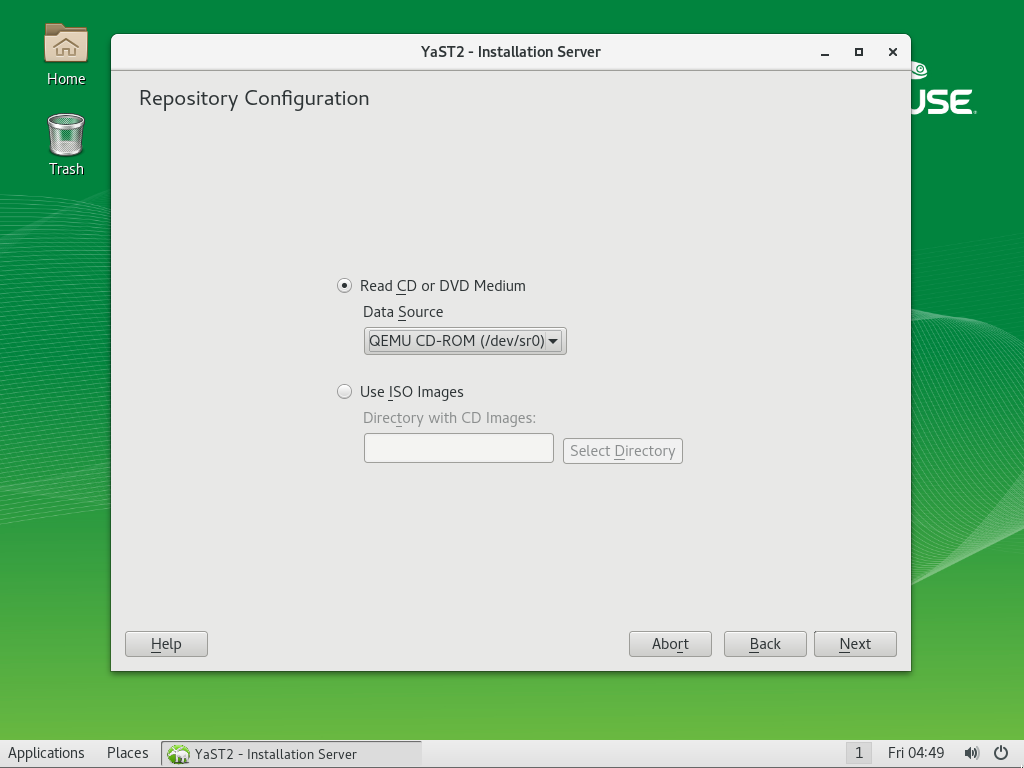 Home
Trash
YaST2 - Installation Server
USE
Repository Configuration
Read CD or DVD Medium
Data Source
QEMU CD-ROM (/dev/sr0)
Use ISO Images
Directory with CD Images:
Select Directory
Help Abort Back Next
Applications Places YaST2 - Installation Server 1 Fri 04:49